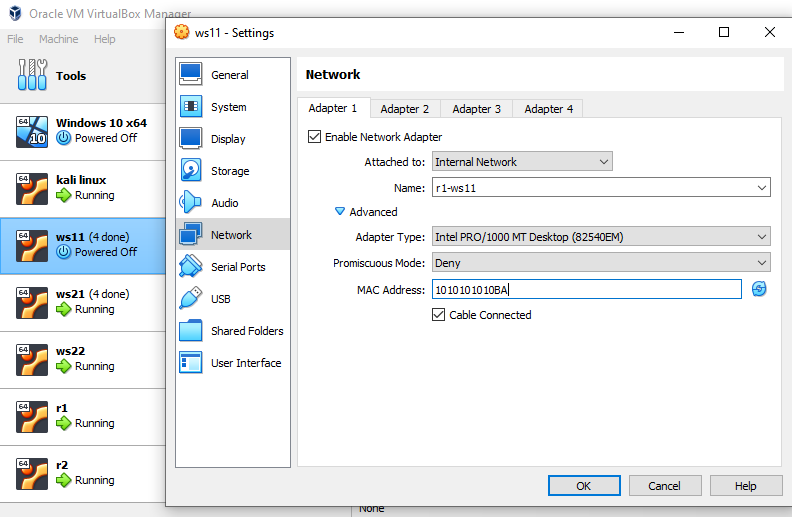 Oracle VM VirtualBox Manager
File Machine Help
Tools
64 10 Windows 10 x64
Powered Off
64 kali linux
Running
64 ws11 (4 done)
Powered Off
64 ws21 (4 done)
Running
64 ws22
Running
64 r1
Running
64 r2
Running
ws11 - Settings
General
System
Display
Storage
Audio
Network
Serial Ports
USB
Shared Folders
User Interface
Network
Adapter 1 Adapter 2 Adapter 3 Adapter 4
Enable Network Adapter
Attached to: Internal Network
Name: r1-ws11
Advanced
Adapter Type: Intel PRO/1000 MT Desktop (82540EM)
Promiscuous Mode: Deny
MAC Address: 1010101010BA
Cable Connected
OK Cancel Help
None